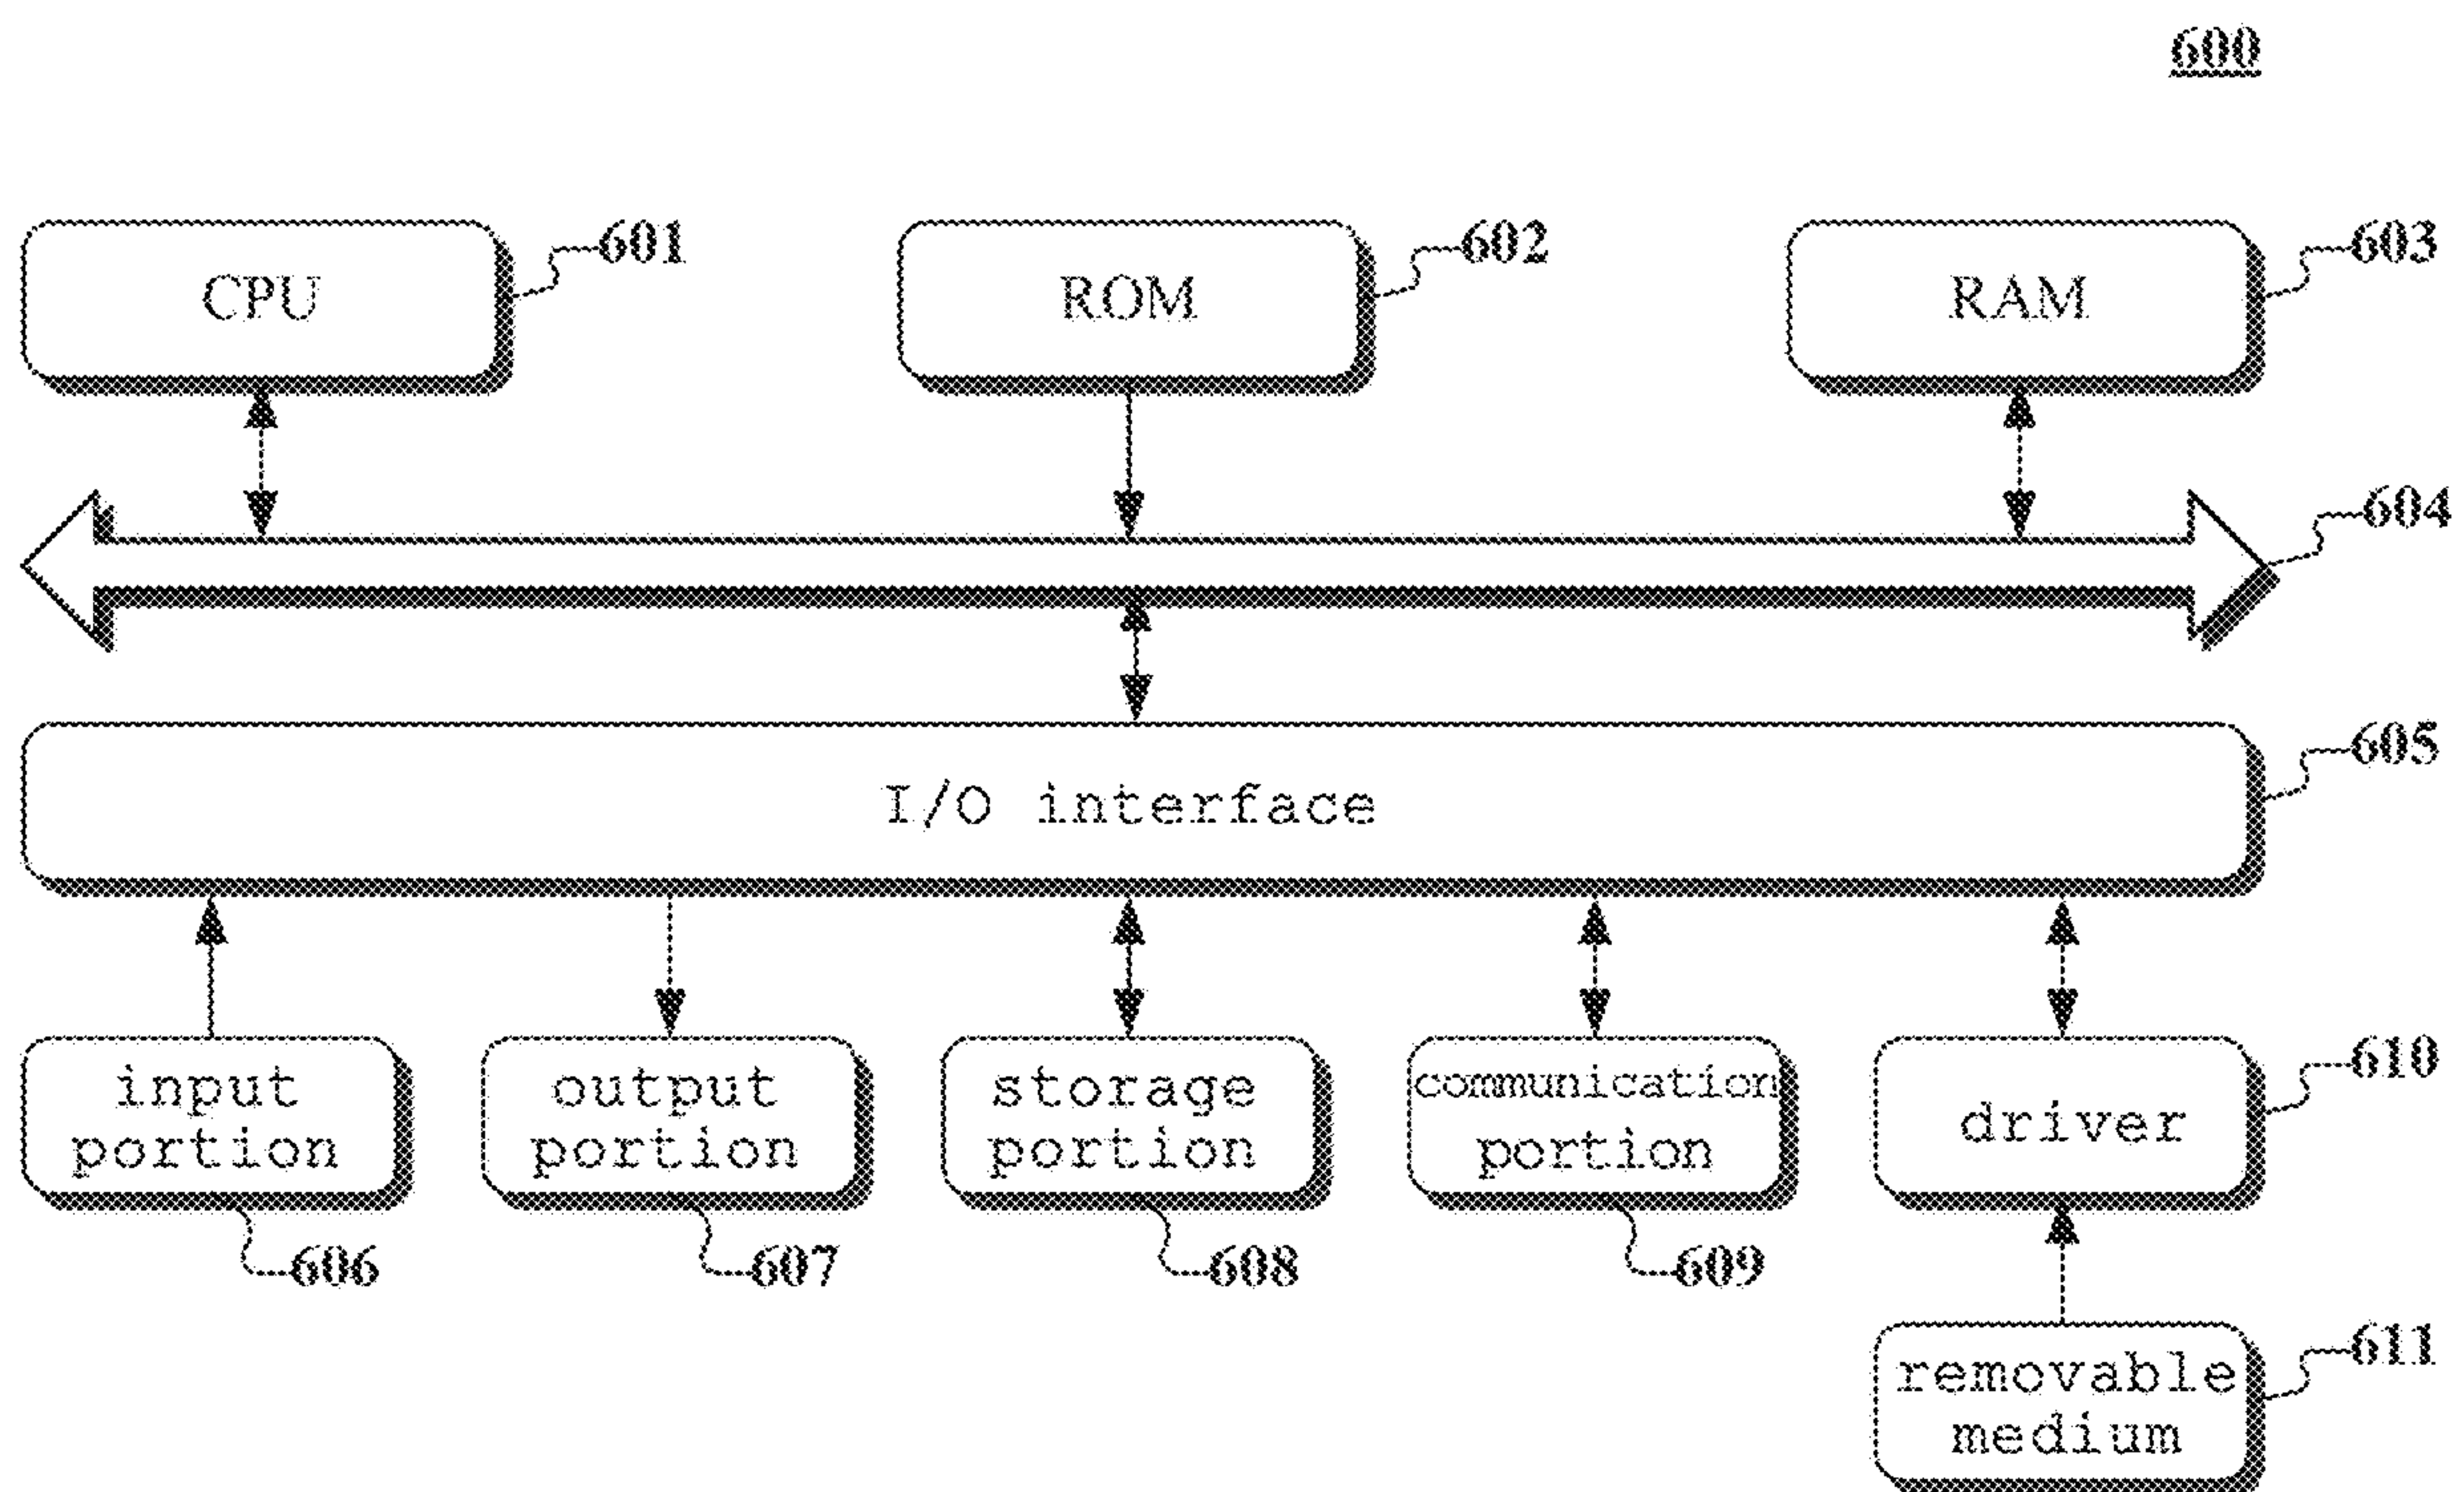 600
CPU
601
ROM
602
RAM
603
604
I/O interface
605
input
portion
606
output
portion
607
storage
portion
608
communication
portion
609
driver
610
removable
medium
611